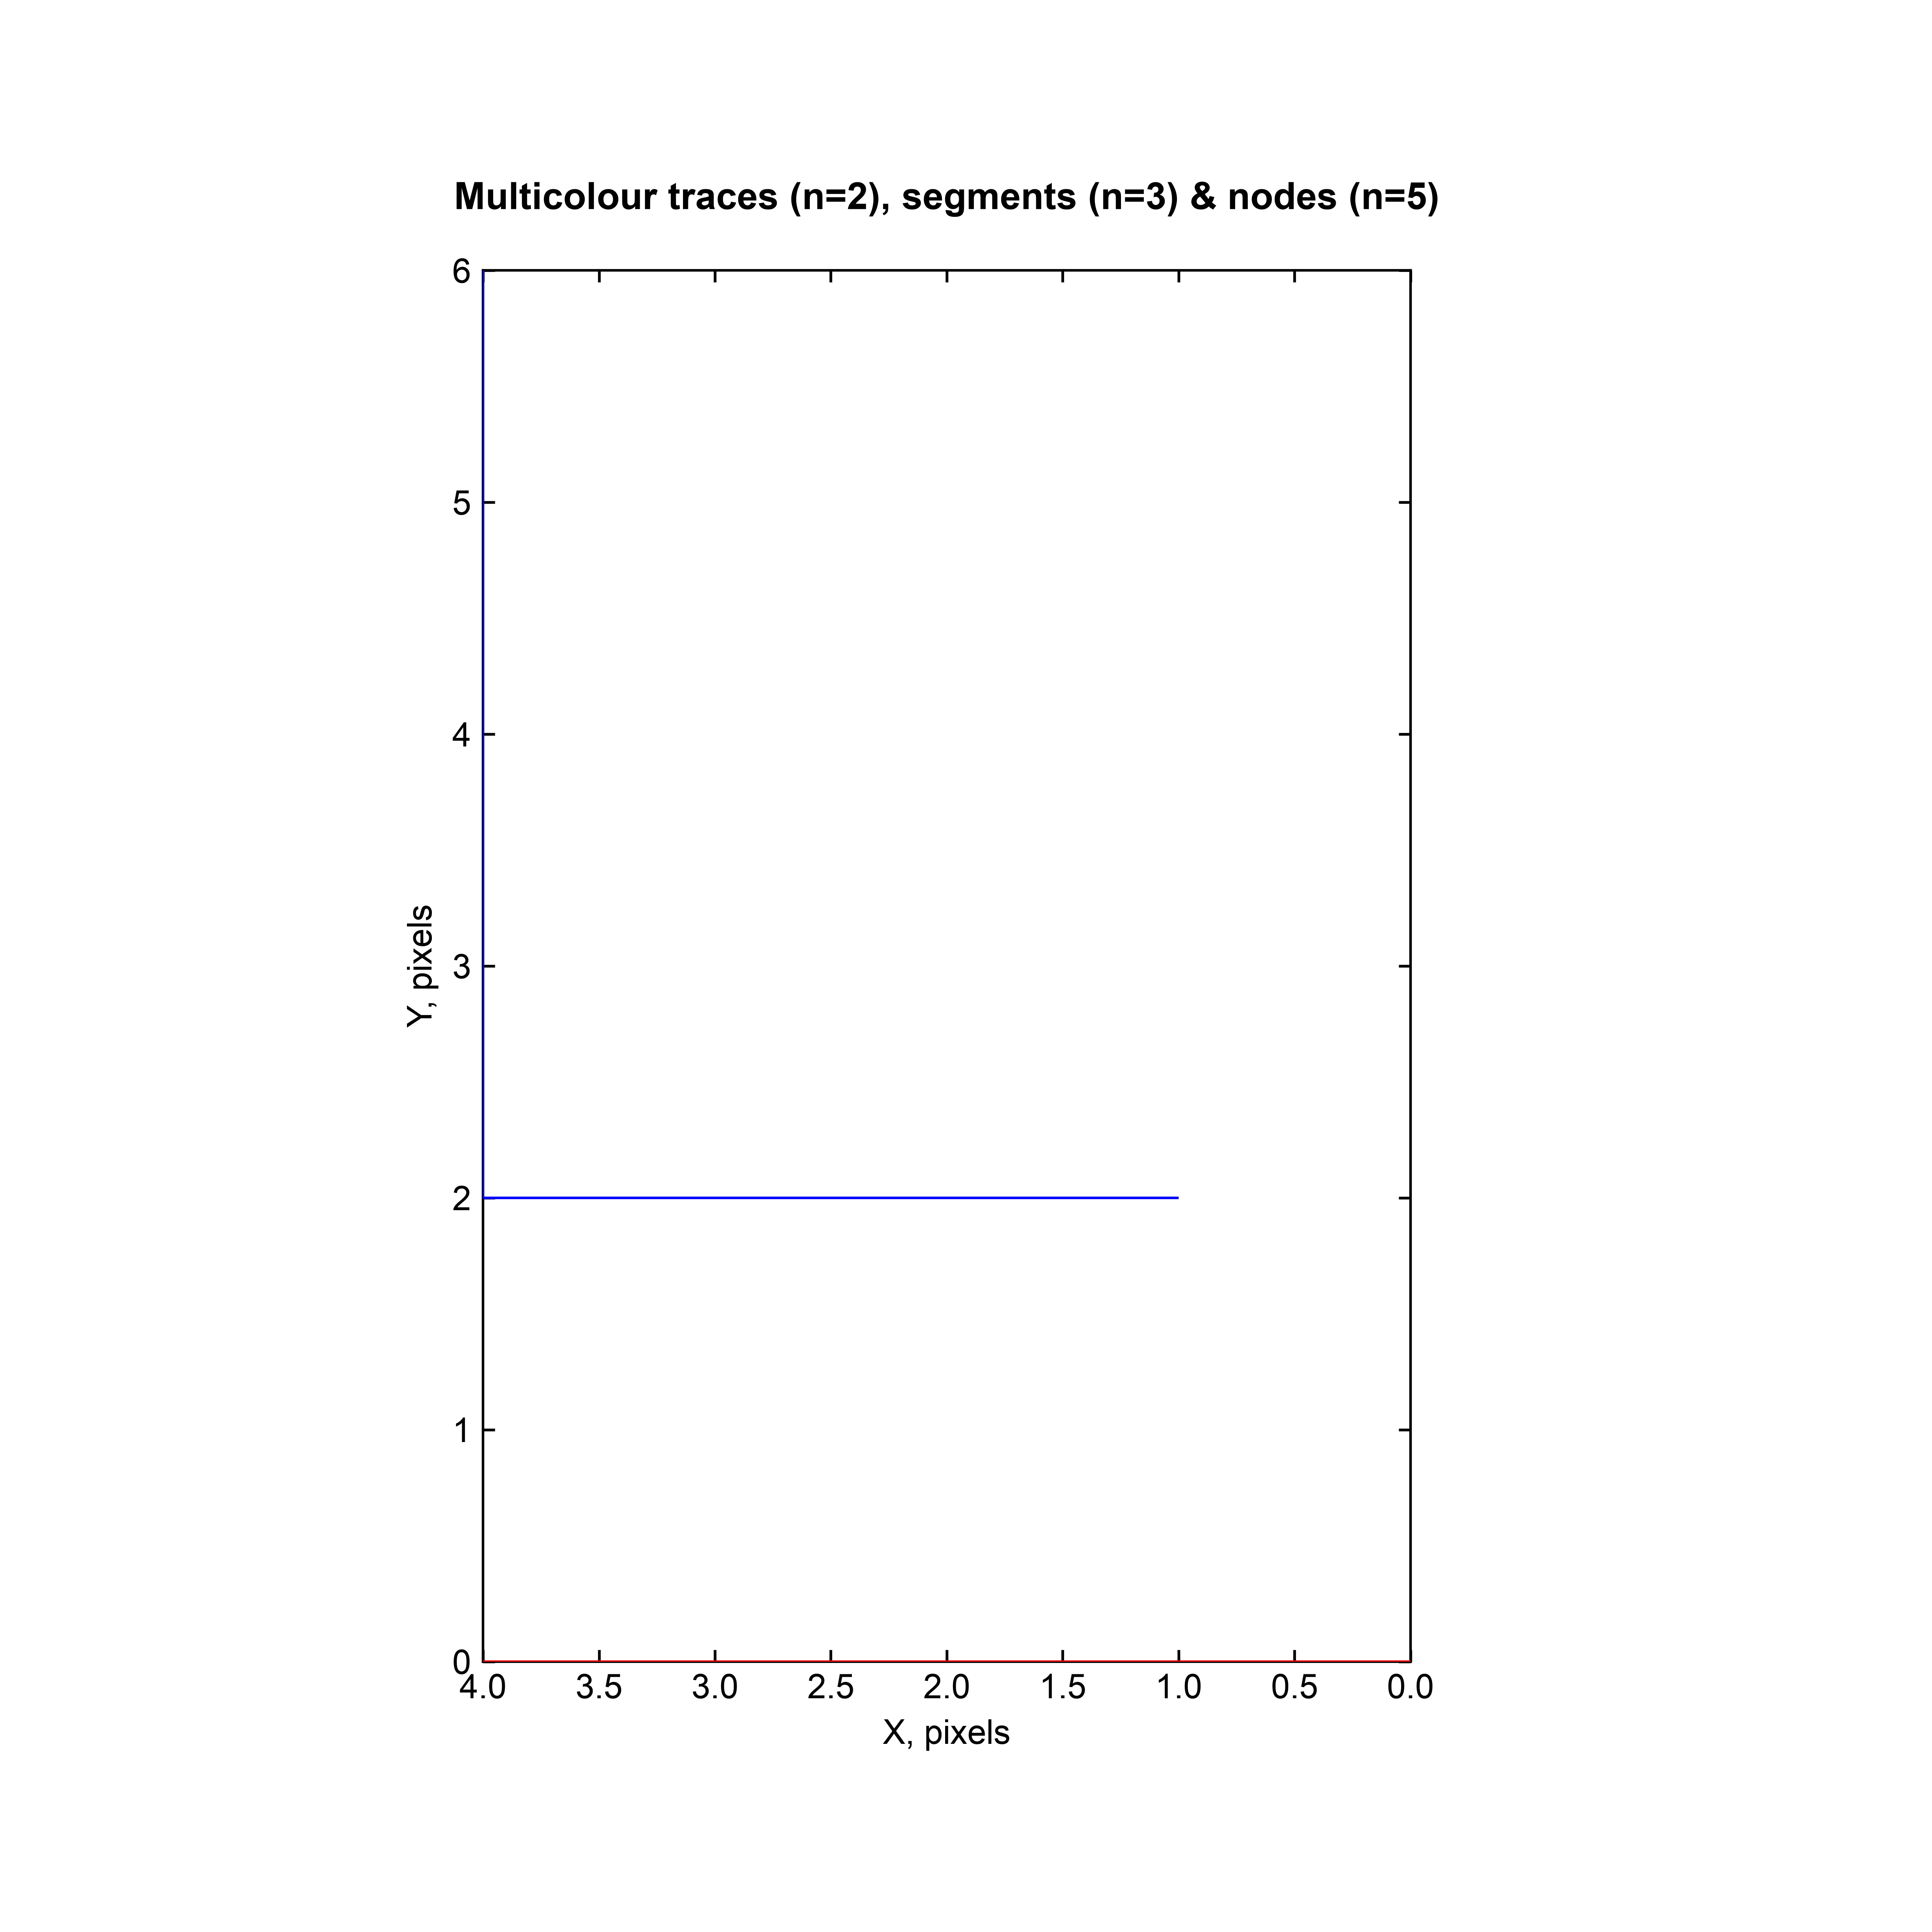 Multicolour traces (n=2), segments (n=3) & nodes (n=5)
6
5
4
3
2
1
0
Y, pixels
4.0 3.5 3.0 2.5 2.0 1.5 1.0 0.5 0.0
X, pixels